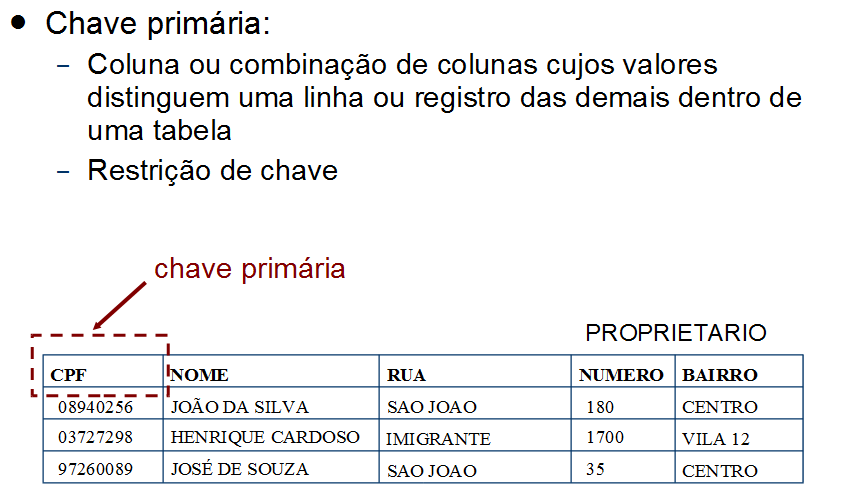 ● Chave primária:
– Coluna ou combinação de colunas cujos valores
distinguem uma linha ou registro das demais dentro de
uma tabela
– Restrição de chave
chave primária
PROPRIETARIO
CPF NOME RUA NUMERO BAIRRO
08940256 JOÃO DA SILVA SAO JOAO 180 CENTRO
03727298 HENRIQUE CARDOSO IMIGRANTE 1700 VILA 12
97260089 JOSÉ DE SOUZA SAO JOAO 35 CENTRO